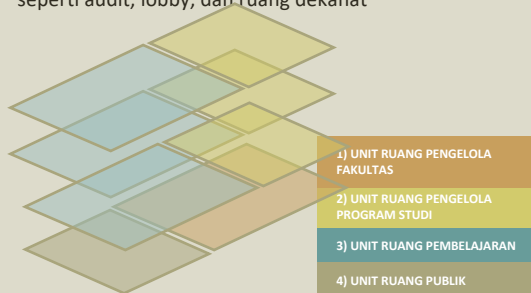 seperti audit, lobby, dan ruang dekanat
1) UNIT RUANG PENGELOLA
FAKULTAS
2) UNIT RUANG PENGELOLA
PROGRAM STUDI
3) UNIT RUANG PEMBELAJARAN
4) UNIT RUANG PUBLIK